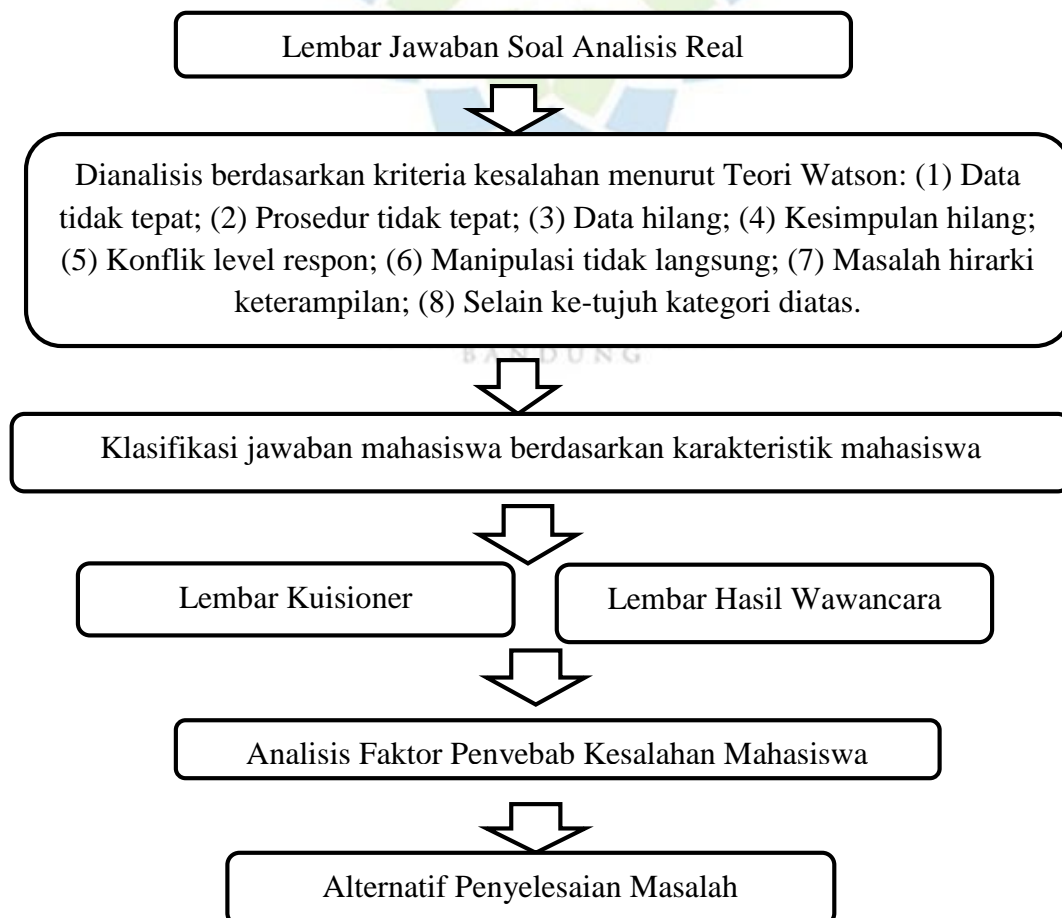 Lembar Jawaban Soal Analisis Real
Dianalisis berdasarkan kriteria kesalahan menurut Teori Watson: (1) Data
tidak tepat; (2) Prosedur tidak tepat; (3) Data hilang; (4) Kesimpulan hilang;
(5) Konflik level respon; (6) Manipulasi tidak langsung; (7) Masalah hirarki
keterampilan; (8) Selain ke-tujuh kategori diatas.
BANDUNG
Klasifikasi jawaban mahasiswa berdasarkan karakteristik mahasiswa
Lembar Kuisioner
Lembar Hasil Wawancara
Analisis Faktor Penyebab Kesalahan Mahasiswa
Alternatif Penyelesaian Masalah